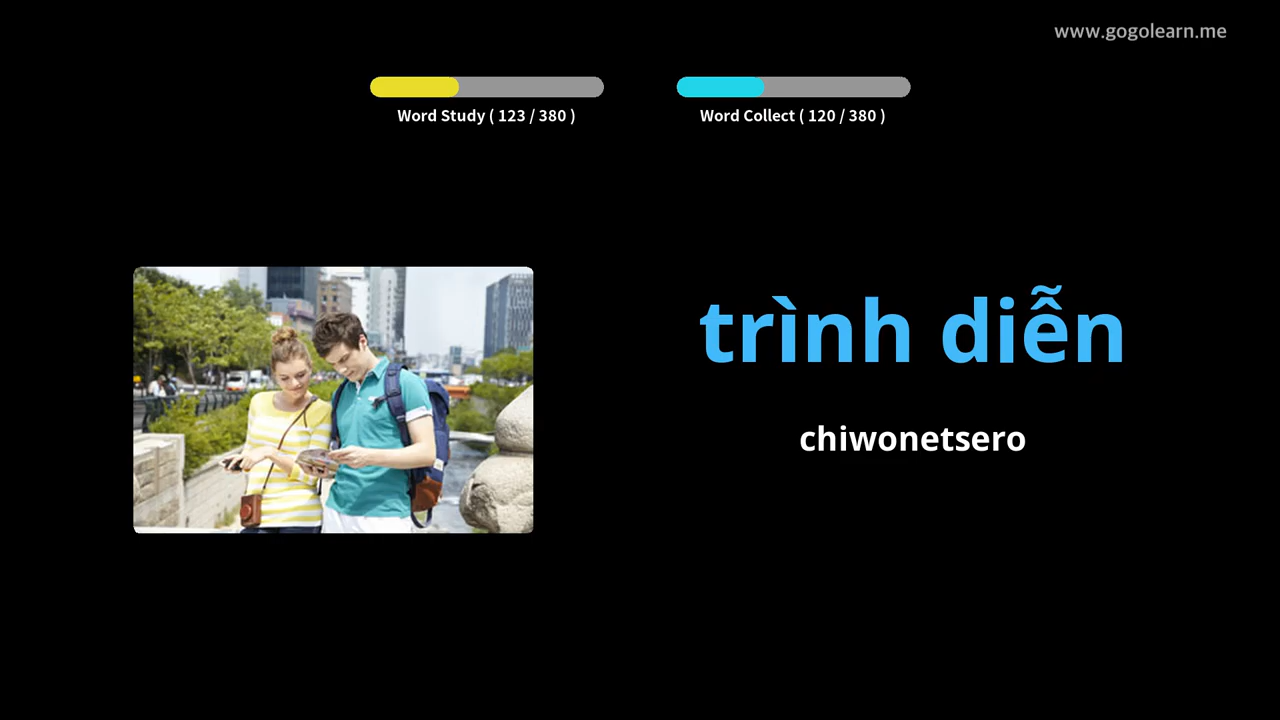 www.gogolearn.me
Word Study ( 123 / 380 )
Word Collect ( 120 / 380 )
trình diễn
chiwonetsero